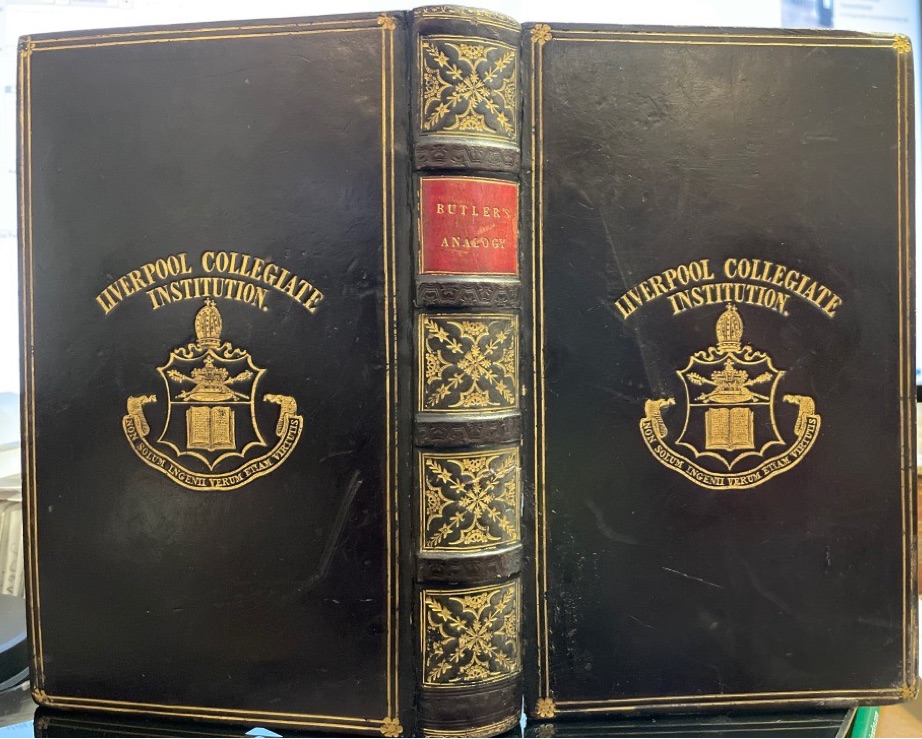 LIVERPOOL COLLEGIATE
INSTITUTION.
NON SOLUM INGENII VERUM ETIAM VIRTUTIS
BUTLER'S
ANALOGY
LIVERPOOL COLLEGIATE
INSTITUTION.
NON SOLUM INGENII VERUM ETIAM VIRTUTIS